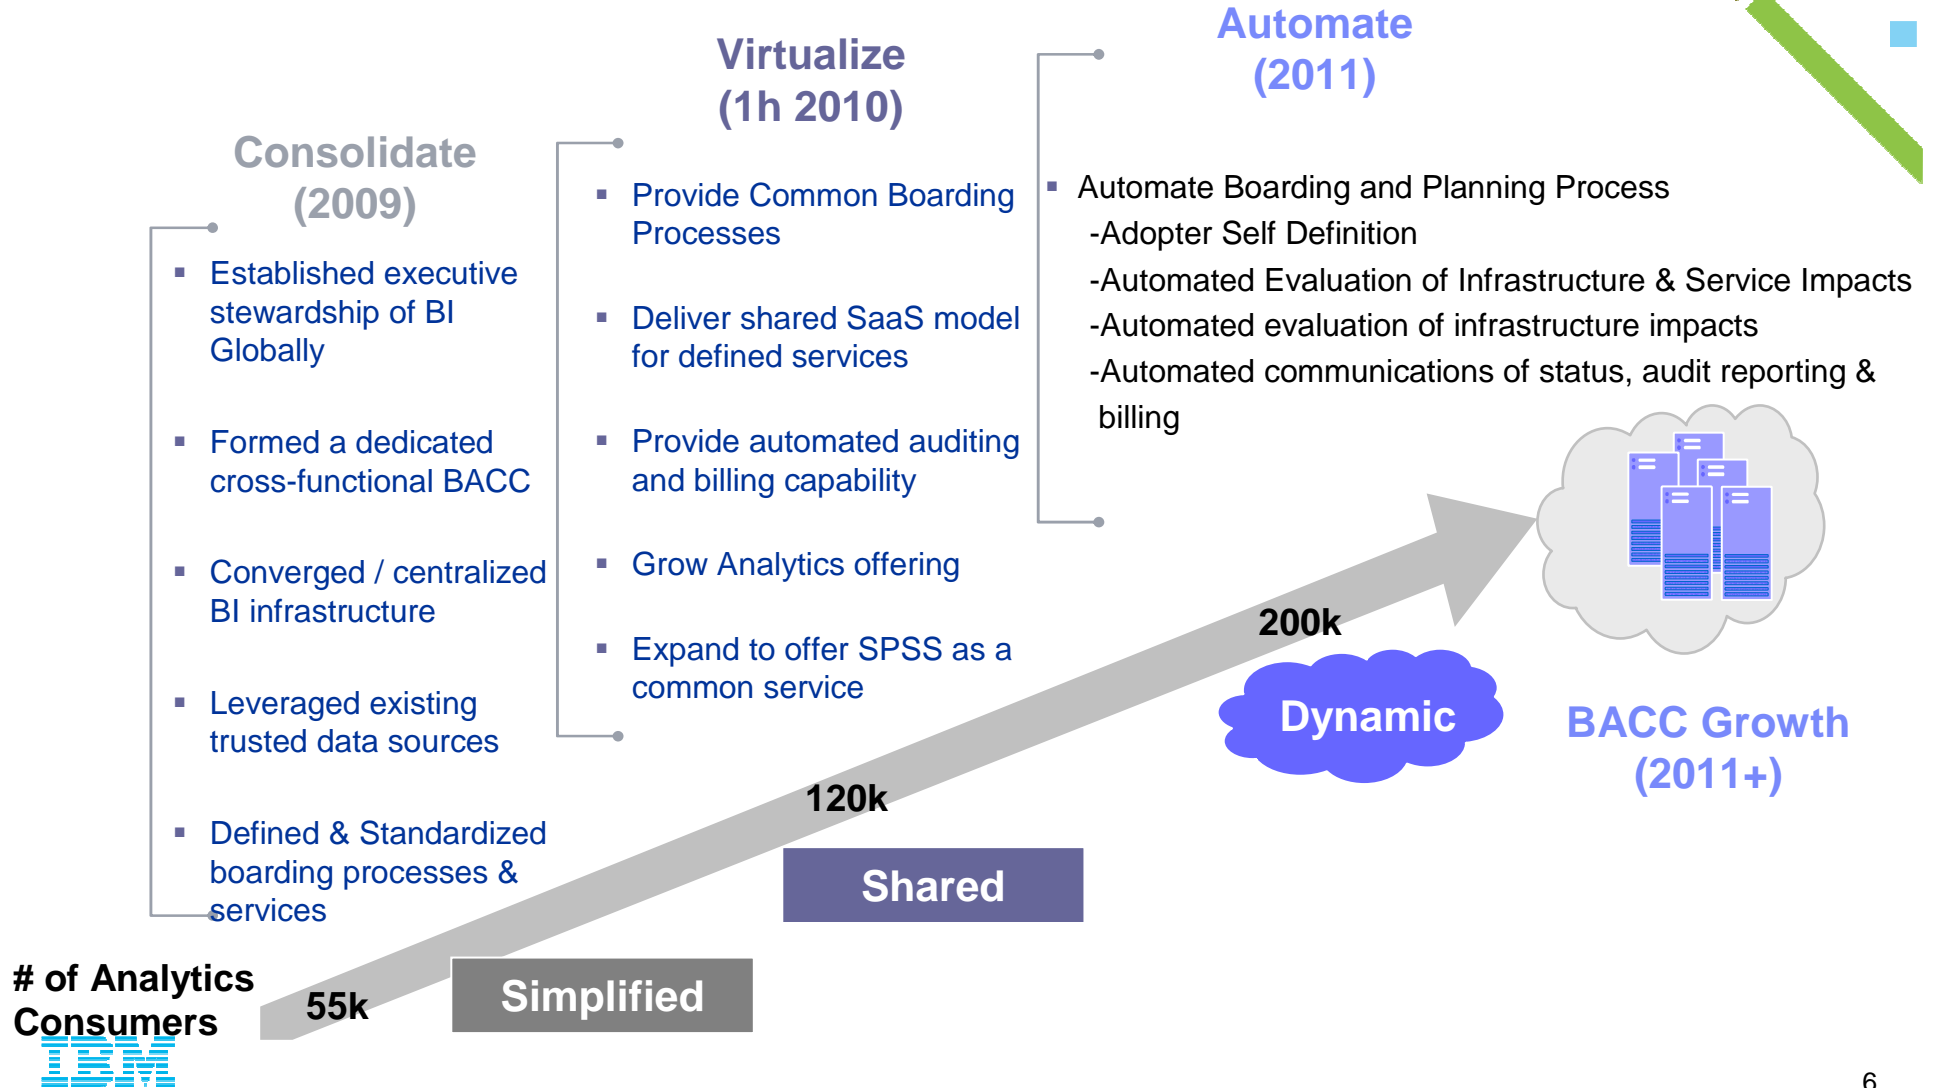 Automate
(2011)
Virtualize
(1h 2010)
Consolidate
(2009)
▪ Established executive
stewardship of BI
Globally
▪ Formed a dedicated
cross-functional BACC
▪ Converged / centralized
BI infrastructure
▪ Leveraged existing
trusted data sources
▪ Defined & Standardized
boarding processes &
services
▪ Provide Common Boarding
Processes
▪ Deliver shared SaaS model
for defined services
▪ Provide automated auditing
and billing capability
▪ Grow Analytics offering
▪ Expand to offer SPSS as a
common service
▪ Automate Boarding and Planning Process
-Adopter Self Definition
-Automated Evaluation of Infrastructure & Service Impacts
-Automated evaluation of infrastructure impacts
-Automated communications of status, audit reporting &
billing
200k
Dynamic
BACC Growth
(2011+)
120k
Shared
Simplified
55k
# of Analytics
Consumers
IBM
6